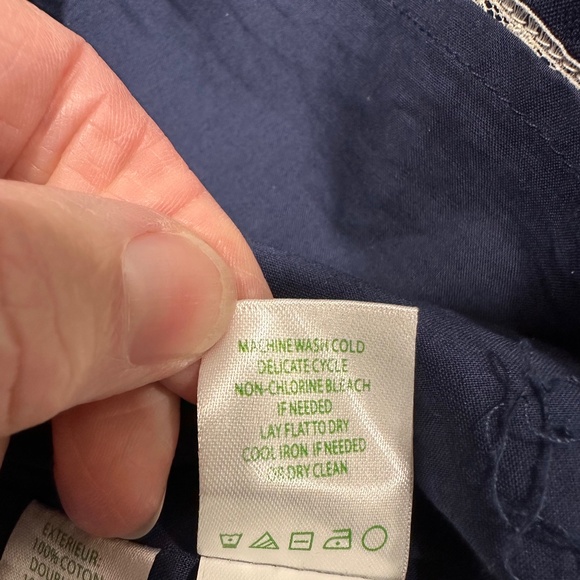 MACHINE WASH COLD
DELICATE CYCLE
NON-CHLORINE BLEACH
IF NEEDED
LAY FLAT TO DRY
COOL IRON IF NEEDED
OR DRY CLEAN
EXTERIEUR:
100% COTON